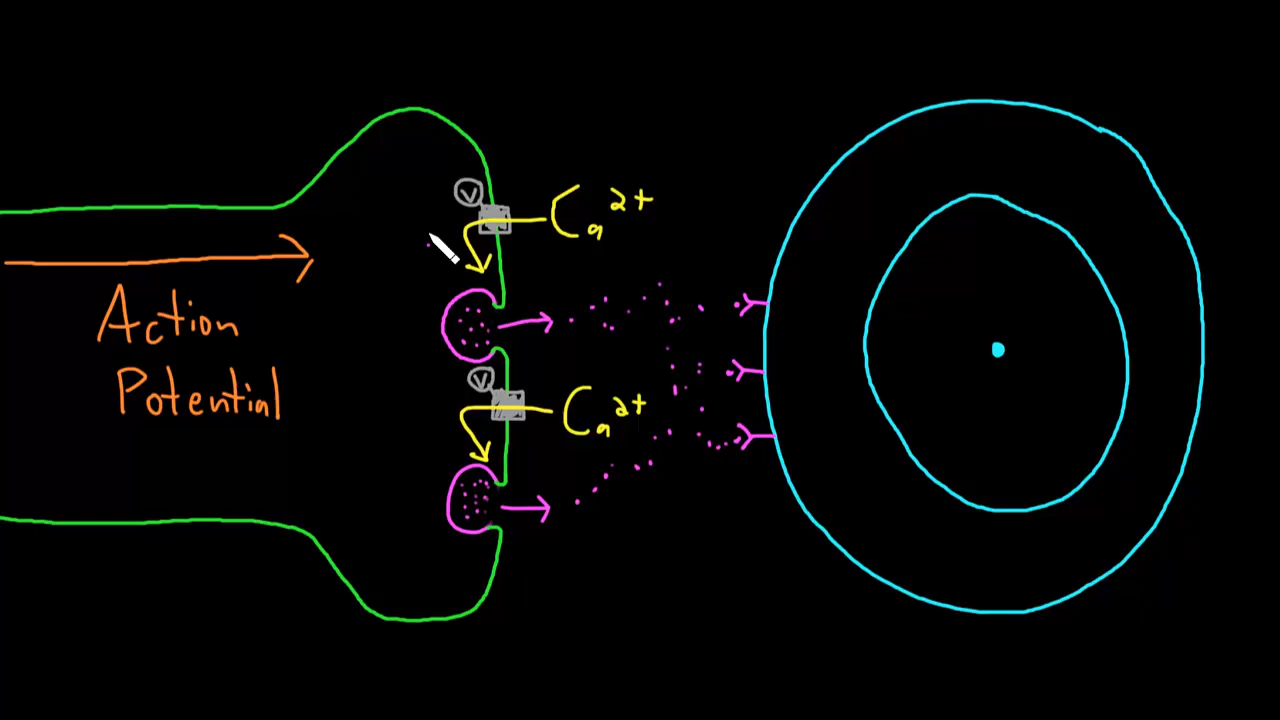 V
Ca2+
Action
Potential
V
Ca2+